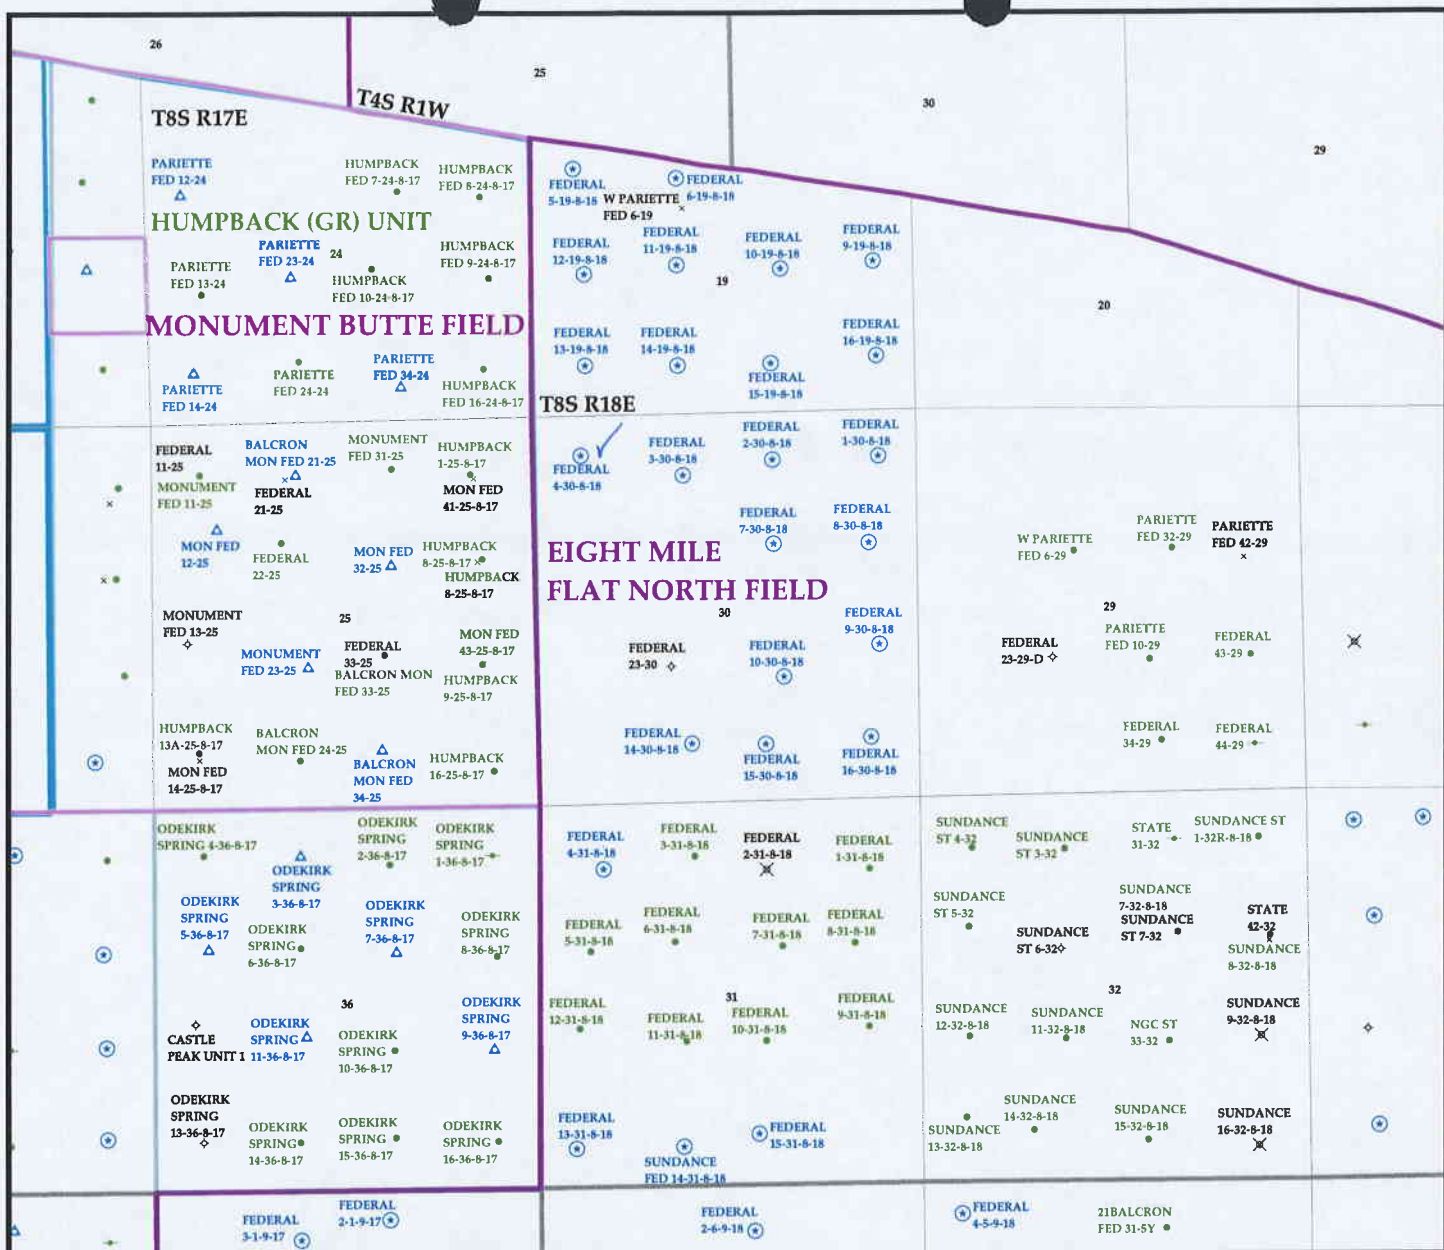 26
25
30
29
T4S R1W
T8S R17E
PARIETTE
FED 12-24
HUMPBACK
FED 7-24-8-17
HUMPBACK
FED 8-24-8-17
FEDERAL
5-19-8-18
W PARIETTE
FED 6-19
FEDERAL
6-19-8-18
HUMPBACK (GR) UNIT
PARIETTE
FED 23-24
24
HUMPBACK
FED 9-24-8-17
PARIETTE
FED 13-24
HUMPBACK
FED 10-24-8-17
FEDERAL
12-19-8-18
FEDERAL
11-19-8-18
FEDERAL
10-19-8-18
FEDERAL
9-19-8-18
19
20
MONUMENT BUTTE FIELD
FEDERAL
13-19-8-18
FEDERAL
14-19-8-18
FEDERAL
16-19-8-18
FEDERAL
15-19-8-18
PARIETTE
FED 14-24
PARIETTE
FED 24-24
PARIETTE
FED 34-24
HUMPBACK
FED 16-24-8-17
T8S R18E
FEDERAL
11-25
MONUMENT
FED 11-25
BALCRON
MON FED 21-25
FEDERAL
21-25
MONUMENT
FED 31-25
HUMPBACK
1-25-8-17
MON FED
41-25-8-17
FEDERAL
4-30-8-18
FEDERAL
3-30-8-18
FEDERAL
2-30-8-18
FEDERAL
1-30-8-18
MON FED
12-25
FEDERAL
22-25
MON FED
32-25
HUMPBACK
8-25-8-17
HUMPBACK
8-25-8-17
FEDERAL
7-30-8-18
FEDERAL
8-30-8-18
EIGHT MILE
FLAT NORTH FIELD
W PARIETTE
FED 6-29
PARIETTE
FED 32-29
PARIETTE
FED 42-29
MONUMENT
FED 13-25
25
MONUMENT
FED 23-25
FEDERAL
33-25
BALCRON MON
FED 33-25
MON FED
43-25-8-17
HUMPBACK
9-25-8-17
30
FEDERAL
23-30
FEDERAL
10-30-8-18
FEDERAL
9-30-8-18
29
FEDERAL
23-29-D
PARIETTE
FED 10-29
FEDERAL
43-29
HUMPBACK
13A-25-8-17
MON FED
14-25-8-17
BALCRON
MON FED 24-25
BALCRON
MON FED
34-25
HUMPBACK
16-25-8-17
FEDERAL
14-30-8-18
FEDERAL
15-30-8-18
FEDERAL
16-30-8-18
FEDERAL
34-29
FEDERAL
44-29
ODEKIRK
SPRING 4-36-8-17
ODEKIRK
SPRING
3-36-8-17
ODEKIRK
SPRING
2-36-8-17
ODEKIRK
SPRING
1-36-8-17
FEDERAL
4-31-8-18
FEDERAL
3-31-8-18
FEDERAL
2-31-8-18
FEDERAL
1-31-8-18
SUNDANCE
ST 4-32
SUNDANCE
ST 3-32
STATE
31-32
SUNDANCE ST
1-32R-8-18
ODEKIRK
SPRING
5-36-8-17
ODEKIRK
SPRING
6-36-8-17
ODEKIRK
SPRING
7-36-8-17
ODEKIRK
SPRING
8-36-8-17
FEDERAL
5-31-8-18
FEDERAL
6-31-8-18
FEDERAL
7-31-8-18
FEDERAL
8-31-8-18
SUNDANCE
ST 5-32
SUNDANCE
ST 6-32
SUNDANCE
7-32-8-18
SUNDANCE
ST 7-32
STATE
42-32
SUNDANCE
8-32-8-18
36
CASTLE
PEAK UNIT 1
ODEKIRK
SPRING
11-36-8-17
ODEKIRK
SPRING
10-36-8-17
ODEKIRK
SPRING
9-36-8-17
FEDERAL
12-31-8-18
FEDERAL
11-31-8-18
31
FEDERAL
10-31-8-18
FEDERAL
9-31-8-18
SUNDANCE
12-32-8-18
SUNDANCE
11-32-8-18
32
NGC ST
33-32
SUNDANCE
9-32-8-18
ODEKIRK
SPRING
13-36-8-17
ODEKIRK
SPRING
14-36-8-17
ODEKIRK
SPRING
15-36-8-17
ODEKIRK
SPRING
16-36-8-17
FEDERAL
13-31-8-18
SUNDANCE
FED 14-31-8-18
FEDERAL
15-31-8-18
SUNDANCE
13-32-8-18
SUNDANCE
14-32-8-18
SUNDANCE
15-32-8-18
SUNDANCE
16-32-8-18
FEDERAL
3-1-9-17
FEDERAL
2-1-9-17
FEDERAL
2-6-9-18
FEDERAL
4-5-9-18
21BALCRON
FED 31-5Y